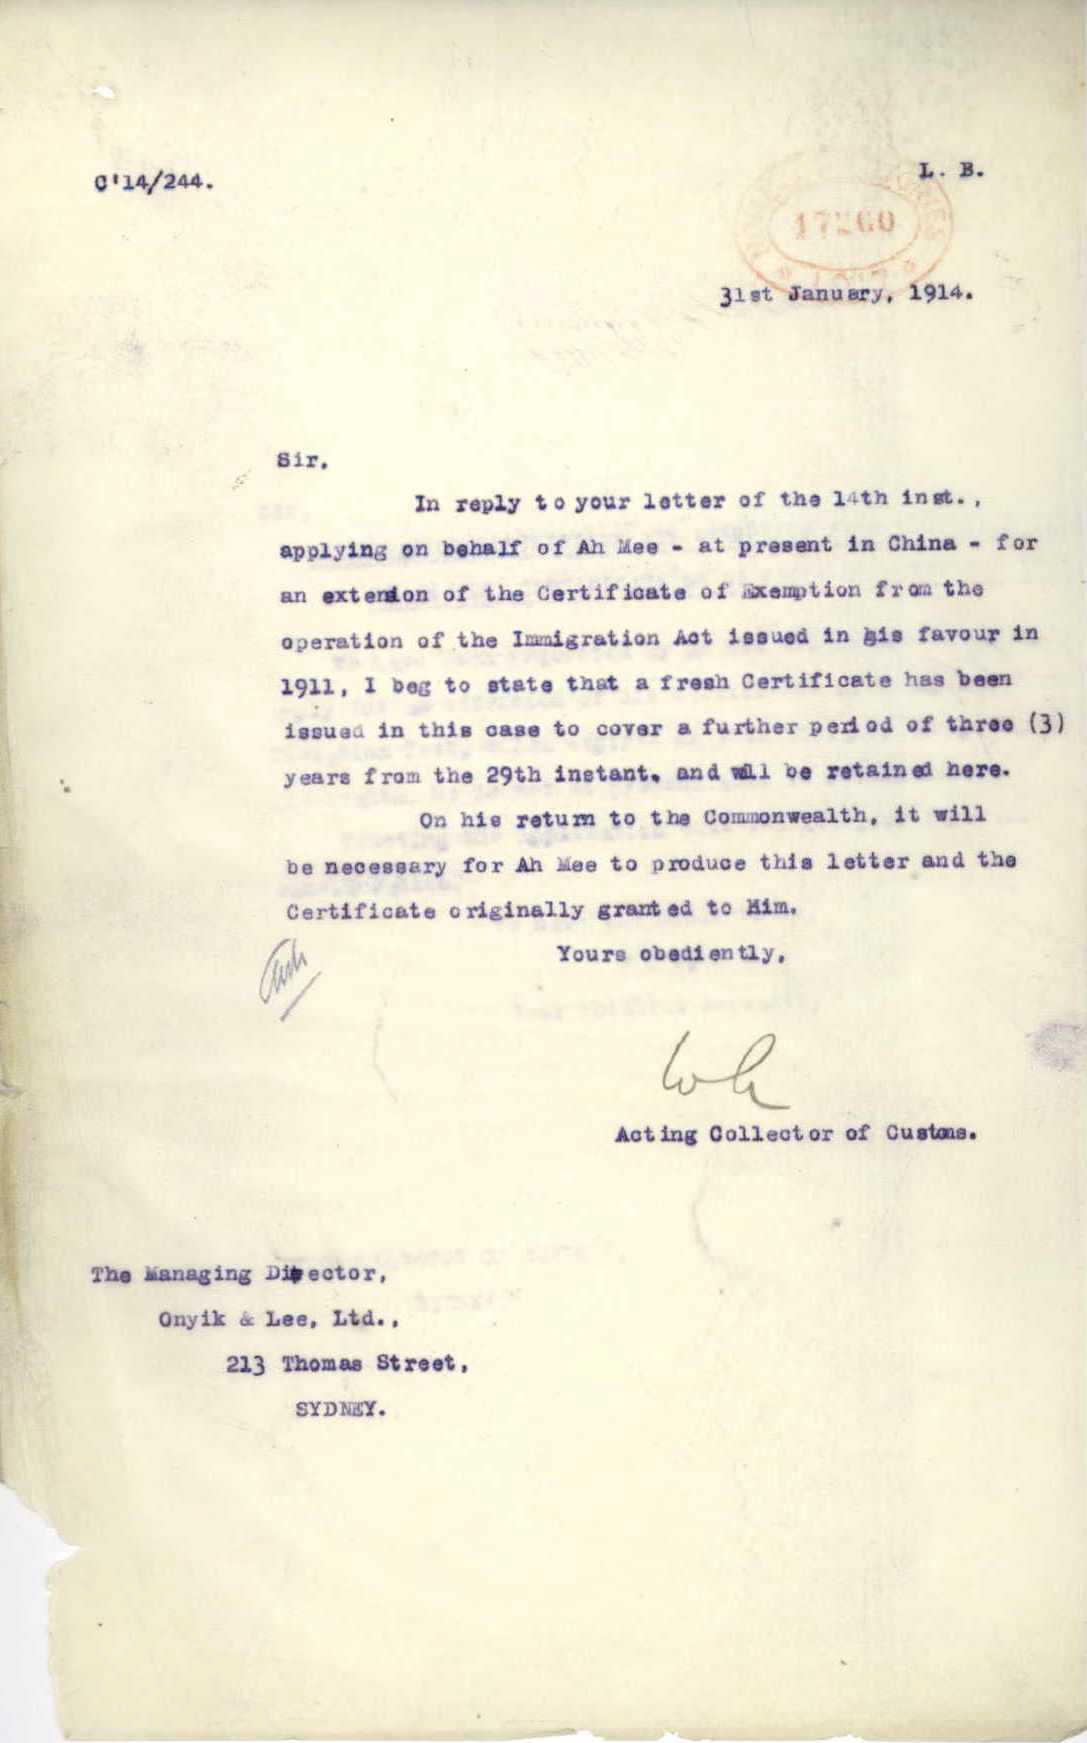 C'14/244.
L. B.
31st January, 1914.
Sir,
In reply to your letter of the 14th inst.,
applying on behalf of Ah Mee - at present in China - for
an extension of the Certificate of Exemption from the
operation of the Immigration Act issued in his favour in
1911, I beg to state that a fresh Certificate has been
issued in this case to cover a further period of three (3)
years from the 29th instant, and will be retained here.
On his return to the Commonwealth, it will
be necessary for Ah Mee to produce this letter and the
Certificate originally granted to Him.
Yours obediently,
Acting Collector of Customs.
The Managing Director,
Onyik & Lee, Ltd.,
213 Thomas Street,
SYDNEY.